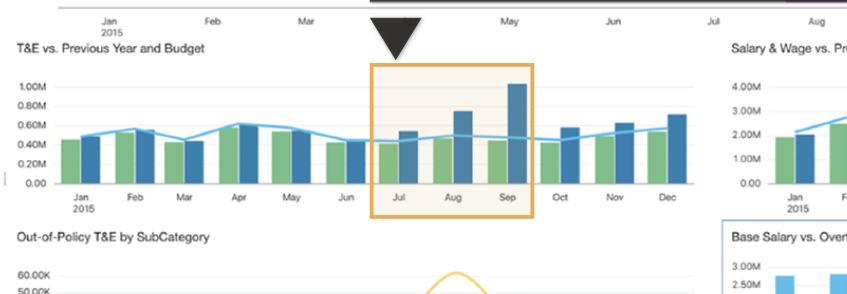 Jan Feb Mar May Jun Jul Aug
2015
T&E vs. Previous Year and Budget
1.00M
0.80M
0.60M
0.40M
0.20M
0.00
Jan Feb Mar Apr May Jun Jul Aug Sep Oct Nov Dec
2015
Salary & Wage vs.
4.00M
3.00M
2.00M
1.00M
0.00
Jan
2015
Out-of-Policy T&E by SubCategory
60.00K
50.00K
Base Salary vs.
3.00M
2.50M